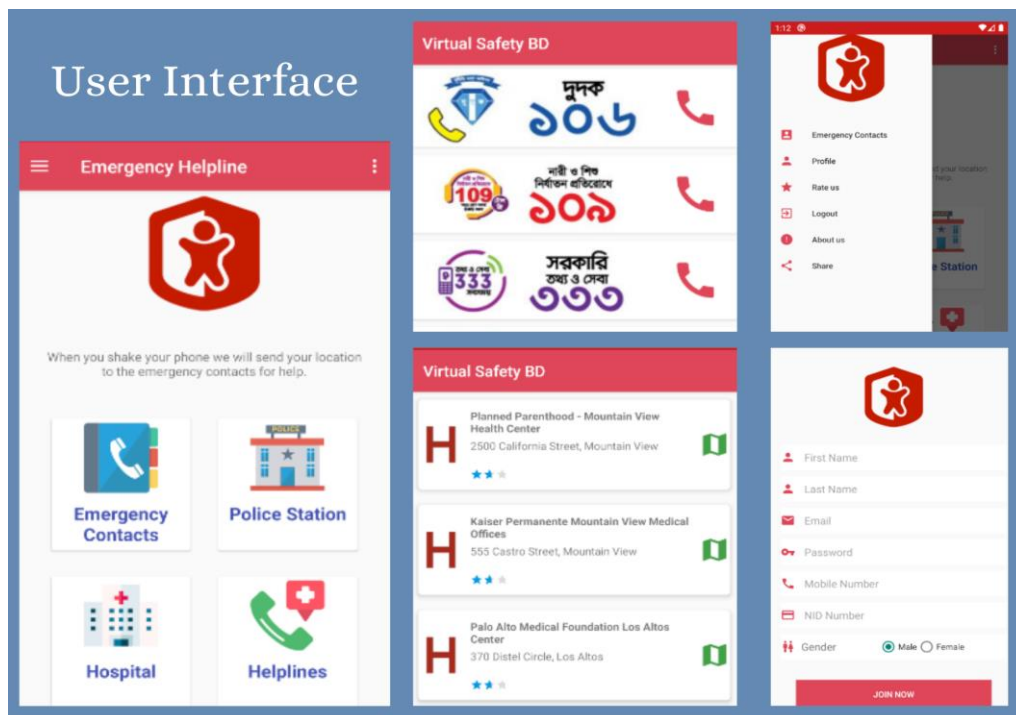 User Interface
Emergency Helpline
When you shake your phone we will send your location
to the emergency contacts for help.
Emergency
Contacts
POLICE
Police Station
Hospital
Helplines
Virtual Safety BD
দুদক
১০৬
109
নারী ও শিশু
নির্যাতন প্রতিরোধে
১০৯
তথ্য ও সেবা
333
সবসময়
সরকারি
তথ্য ও সেবা
৩৩৩
Virtual Safety BD
H
Planned Parenthood - Mountain View
Health Center
2500 California Street, Mountain View
H
Kaiser Permanente Mountain View Medical
Offices
555 Castro Street, Mountain View
H
Palo Alto Medical Foundation Los Altos
Center
370 Distel Circle, Los Altos
1:12
Emergency Contacts
Profile
Rate us
Logout
About us
Share
d your location
help.
e Station
First Name
Last Name
Email
Password
Mobile Number
NID Number
Gender
Male
Female
JOIN NOW